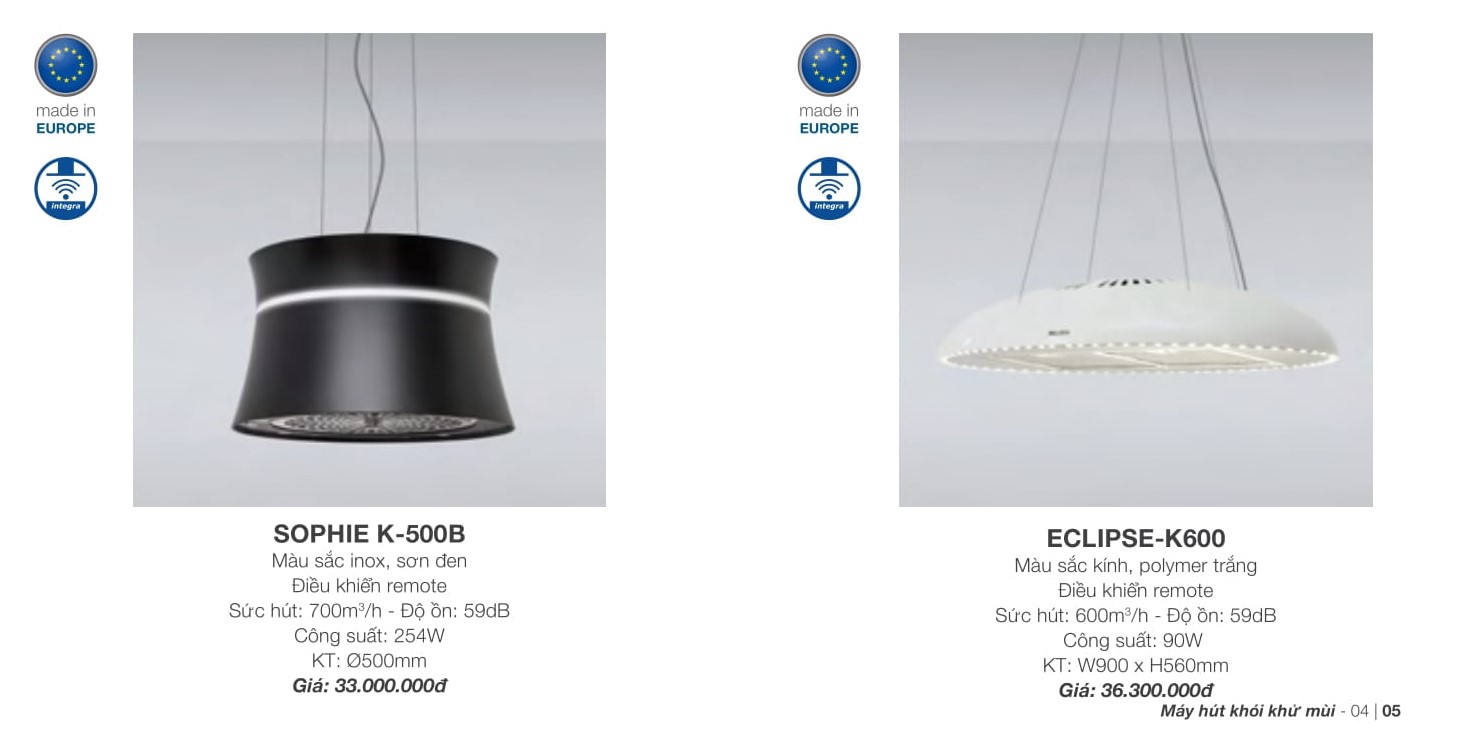 made in
EUROPE
integra
SOPHIE K-500B
Màu sắc inox, sơn đen
Điều khiển remote
Sức hút: 700m³/h - Độ ồn: 59dB
Công suất: 254W
KT: Ø500mm
Giá: 33.000.000đ
made in
EUROPE
integra
ECLIPSE-K600
Màu sắc kính, polymer trắng
Điều khiển remote
Sức hút: 600m³/h - Độ ồn: 59dB
Công suất: 90W
KT: W900 x H560mm
Giá: 36.300.000đ
Máy hút khói khử mùi - 04 | 05